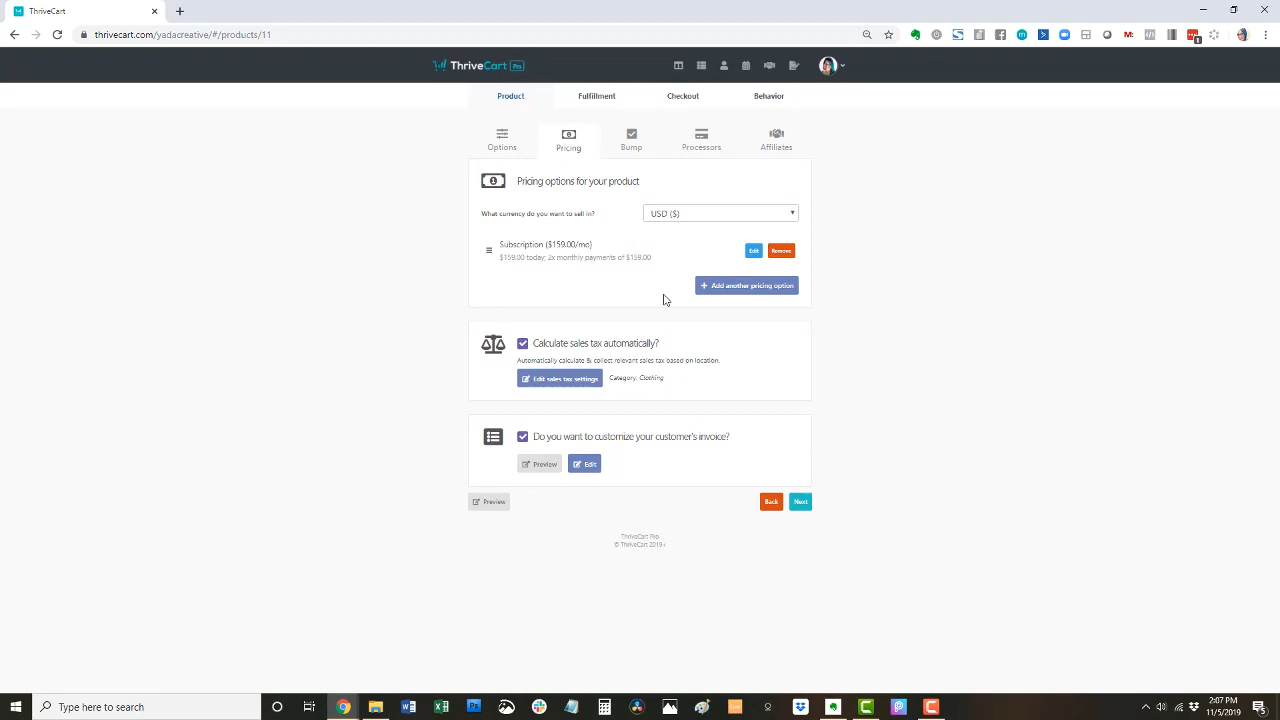 ThriveCart
thrivecart.com/yadacreative/#/products/11
ThriveCart Pro
Product
Fulfillment
Checkout
Behavior
Options
Pricing
Bump
Processors
Affiliates
Pricing options for your product
What currency do you want to sell in?
USD ($)
Subscription ($159.00/mo)
$159.00 today; 2x monthly payments of $159.00
Edit
Remove
+ Add another pricing option
Calculate sales tax automatically?
Automatically calculate & collect relevant sales tax based on location.
Edit sales tax settings
Category: Clothing
Do you want to customize your customer's invoice?
Preview
Edit
Preview
Back
Next
ThriveCart Pro
© ThriveCart 2019+
Type here to search
2:07 PM
11/5/2019